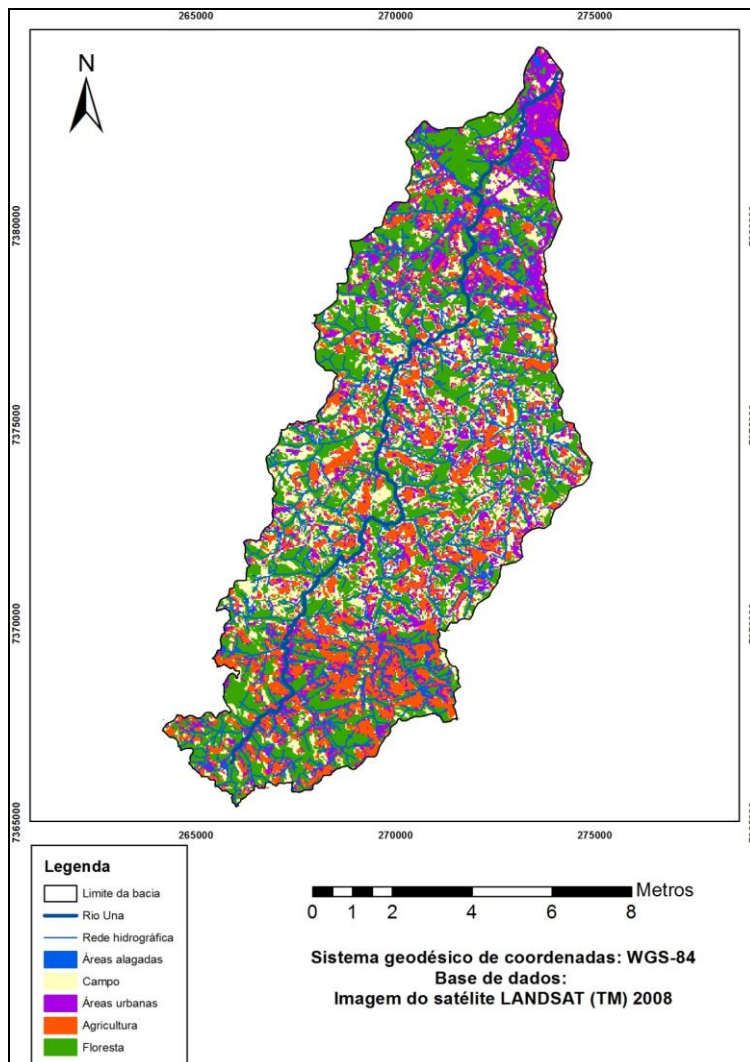 265000 270000 275000
N
7380000
7375000
7370000
7365000
265000 270000 275000
Legenda
Limite da bacia
Rio Una
Rede hidrográfica
Áreas alagadas
Campo
Áreas urbanas
Agricultura
Floresta
Metros
0 1 2 4 6 8
Sistema geodésico de coordenadas: WGS-84
Base de dados:
Imagem do satélite LANDSAT (TM) 2008